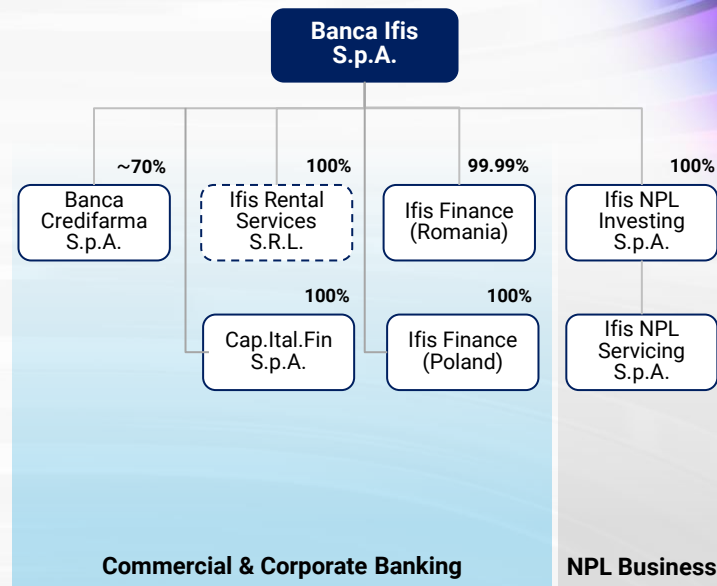 Banca Ifis
S.p.A.
~70%
Banca
Credifarma
S.p.A.
100%
Ifis Rental
Services
S.R.L.
99.99%
Ifis Finance
(Romania)
100%
Ifis NPL
Investing
S.p.A.
100%
Cap.Ital.Fin
S.p.A.
100%
Ifis Finance
(Poland)
Ifis NPL
Servicing
S.p.A.
Commercial & Corporate Banking
NPL Business